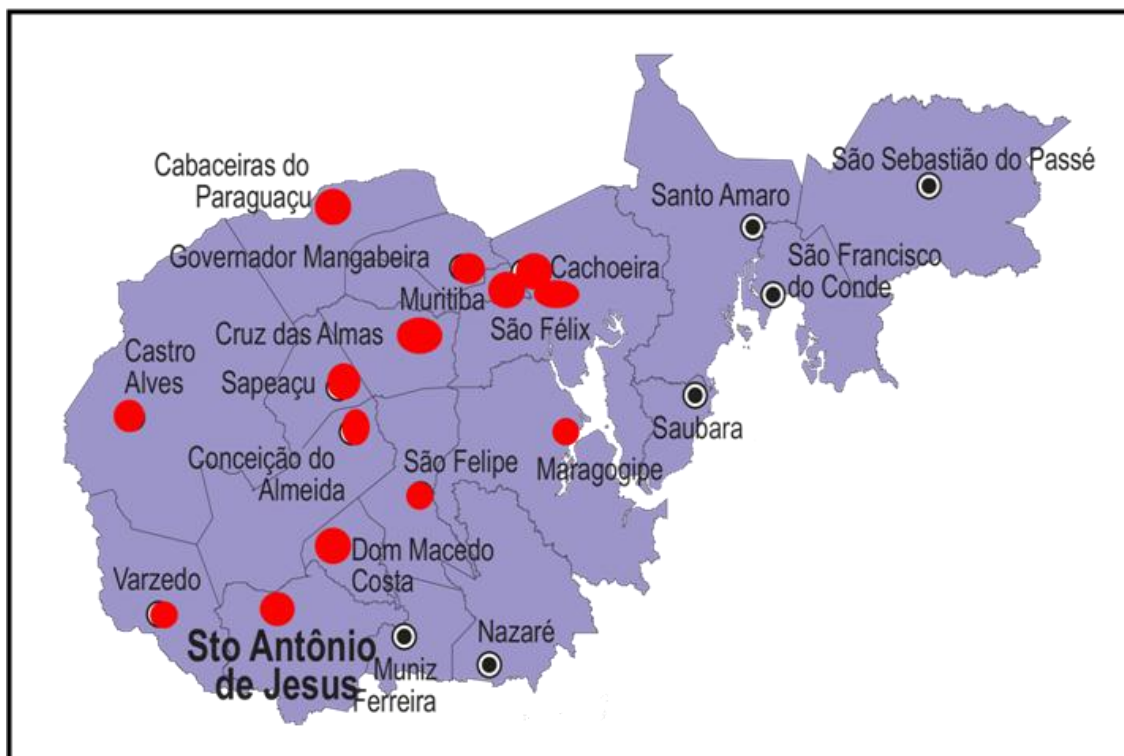 São Sebastião do Passé
Cabaceiras do
Paraguaçu
Santo Amaro
Governador Mangabeira
Cachoeira
São Francisco
do Conde
Muritiba
São Félix
Cruz das Almas
Castro
Alves
Sapeaçu
Saubara
Conceição do
Almeida
São Felipe
Maragogipe
Dom Macedo
Costa
Varzedo
Sto Antônio
de Jesus
Nazaré
Muniz
Ferreira